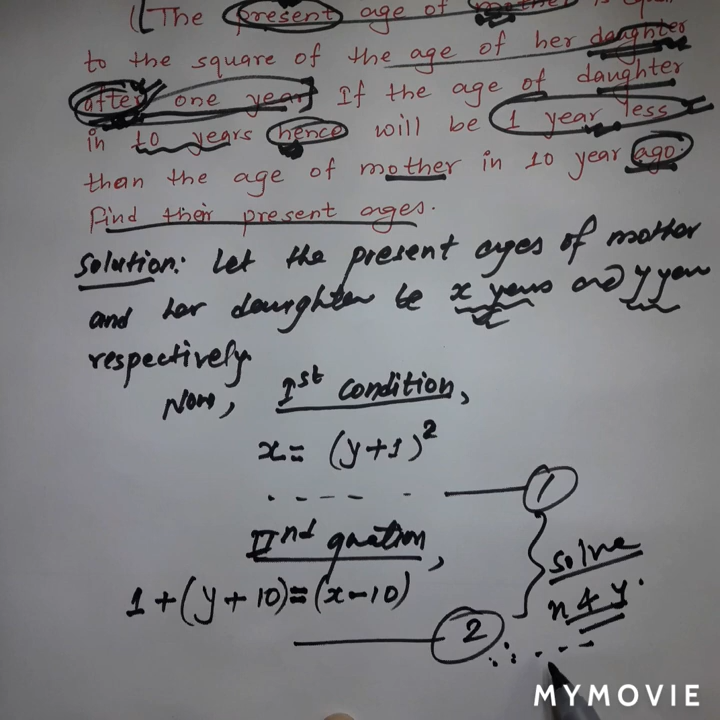 ([The present age of mother is equal
to the square of the age of her daughter
after one year] If the age of daughter
in 10 years hence will be 1 year less
than the age of mother in 10 year ago.
Find their present ages.
Solution: Let the present ages of mother
and her daughter be x years and y years
respectively.
Now, Ist condition,
x = (y+1)²
. - - - - . ——— 1
IInd quation,
1 + (y + 10) = (x - 10)
——— 2
solve
x & y.
MYMOVIE